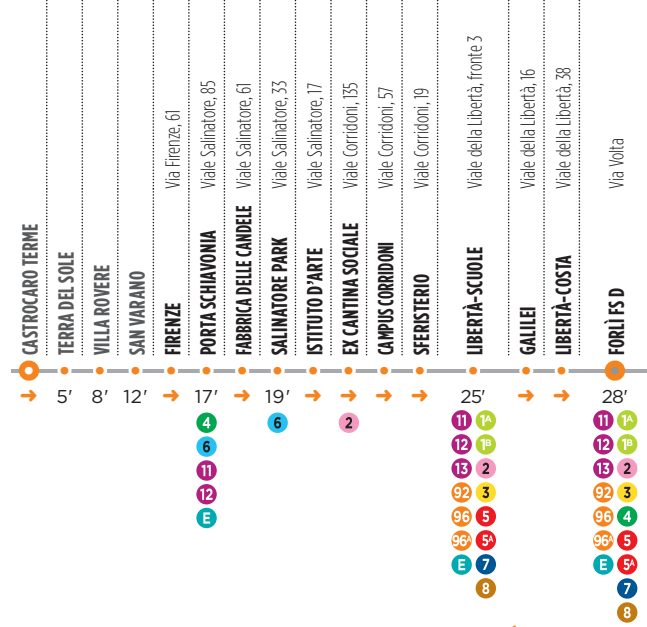 Via Firenze, 61
Viale Salinatore, 85
Viale Salinatore, 61
Viale Salinatore, 33
Viale Salinatore, 17
Viale Corridoni, 135
Viale Corridoni, 57
Viale Corridoni, 19
Viale della Libertà, fronte 3
Viale della Libertà, 16
Viale della Libertà, 38
Via Volta
CASTROCARO TERME
TERRA DEL SOLE
VILLA ROVERE
SAN VARANO
FIRENZE
PORTA SCHIAVONIA
FABBRICA DELLE CANDELE
SALINATORE PARK
ISTITUTO D'ARTE
EX CANTINA SOCIALE
CAMPUS CORRIDONI
SFERISTERIO
LIBERTÀ-SCUOLE
GALILEI
LIBERTÀ-COSTA
FORLÌ FS D
➜ 5' 8' 12' ➜ 17' ➜ 19' ➜ ➜ ➜ ➜ 25' ➜ ➜ 28'
4 6 2 11 1A 11 1A
6 12 1B 12 1B
11 13 2 13 2
12 92 3 92 3
E 96 5 96 4
96A 5A 96A 5
E 7 E 5A
8 7
8